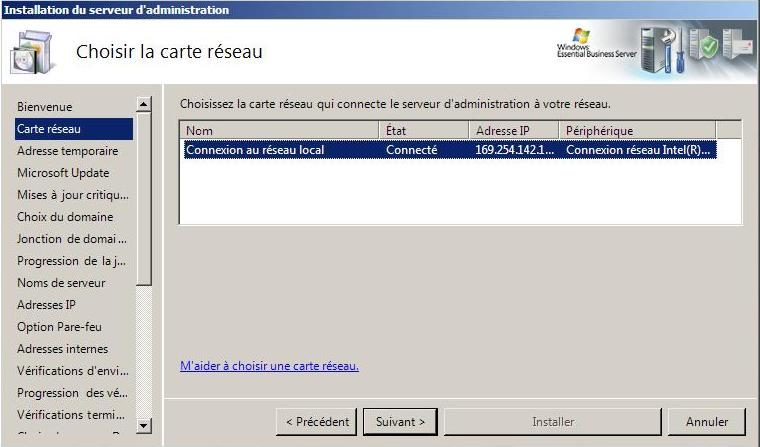 Installation du serveur d'administration
Choisir la carte réseau
Windows
Essential Business Server
Bienvenue
Carte réseau
Adresse temporaire
Microsoft Update
Mises à jour critiqu...
Choix du domaine
Jonction de domai...
Progression de la j...
Noms de serveur
Adresses IP
Option Pare-feu
Adresses internes
Vérifications d'envi...
Progression des vé...
Vérifications termi...
Choisissez la carte réseau qui connecte le serveur d'administration à votre réseau.
Nom État Adresse IP Périphérique
Connexion au réseau local Connecté 169.254.142.1... Connexion réseau Intel(R)...
M'aider à choisir une carte réseau.
< Précédent Suivant > Installer Annuler